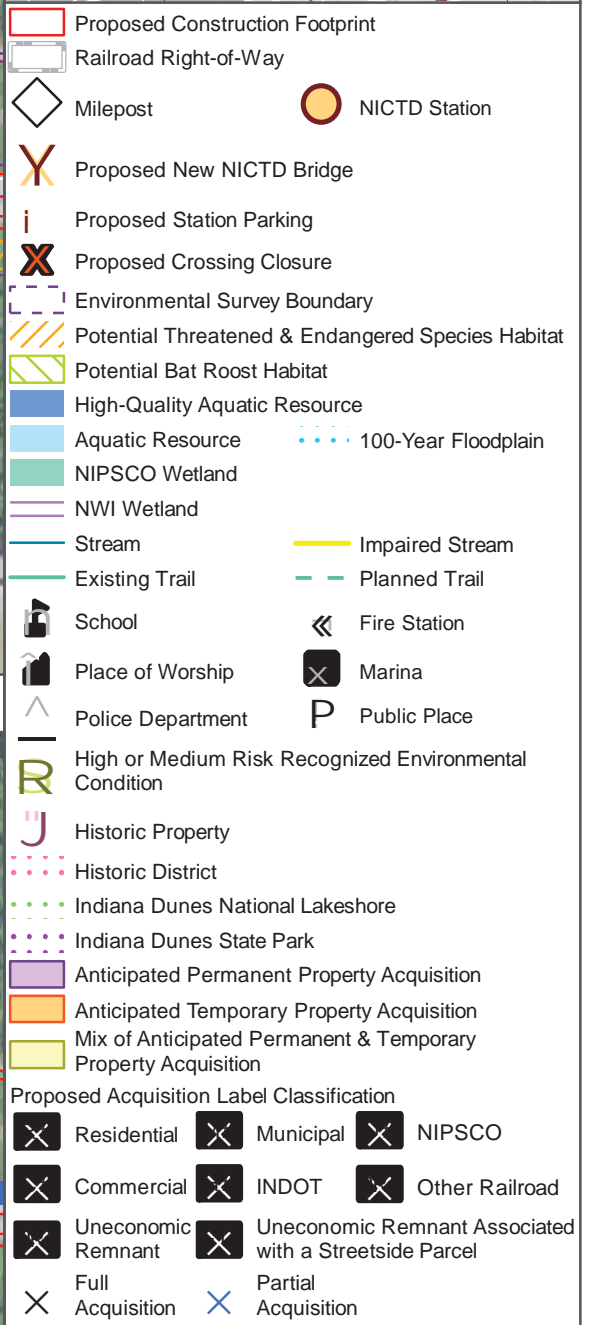 Proposed Construction Footprint
Railroad Right-of-Way
Milepost
NICTD Station
Proposed New NICTD Bridge
Proposed Station Parking
Proposed Crossing Closure
Environmental Survey Boundary
Potential Threatened & Endangered Species Habitat
Potential Bat Roost Habitat
High-Quality Aquatic Resource
Aquatic Resource
100-Year Floodplain
NIPSCO Wetland
NWI Wetland
Stream
Impaired Stream
Existing Trail
Planned Trail
School
Fire Station
Place of Worship
Marina
Police Department
P Public Place
High or Medium Risk Recognized Environmental
Condition
Historic Property
Historic District
Indiana Dunes National Lakeshore
Indiana Dunes State Park
Anticipated Permanent Property Acquisition
Anticipated Temporary Property Acquisition
Mix of Anticipated Permanent & Temporary
Property Acquisition
Proposed Acquisition Label Classification
Residential
Municipal
NIPSCO
Commercial
INDOT
Other Railroad
Uneconomic
Remnant
Uneconomic Remnant Associated
with a Streetside Parcel
Full
Acquisition
Partial
Acquisition